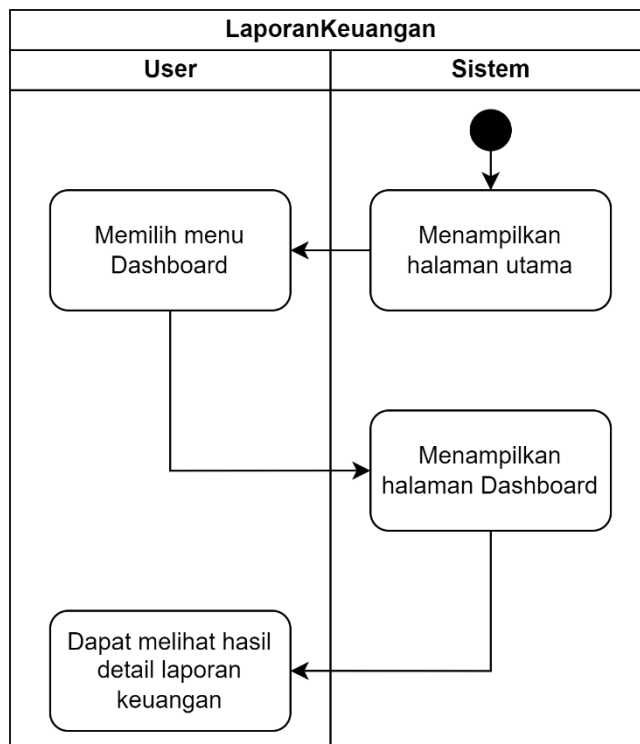 LaporanKeuangan
User
Sistem
Memilih menu
Dashboard
Menampilkan
halaman utama
Menampilkan
halaman Dashboard
Dapat melihat hasil
detail laporan
keuangan